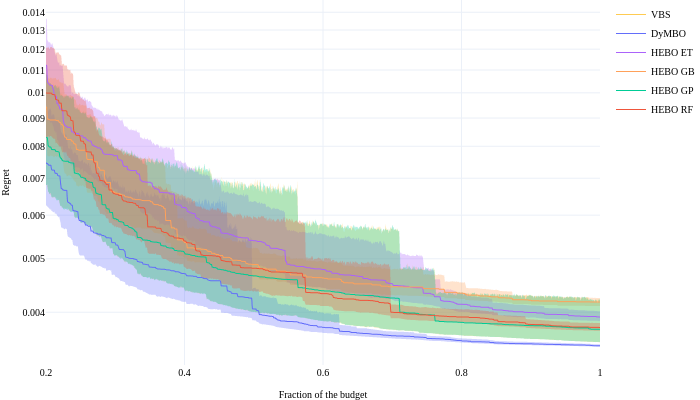 0.014
0.013
0.012
0.011
0.01
0.009
0.008
0.007
0.006
0.005
0.004
Regret
0.2
0.4
0.6
0.8
1
Fraction of the budget
VBS
DyMBO
HEBO ET
HEBO GB
HEBO GP
HEBO RF